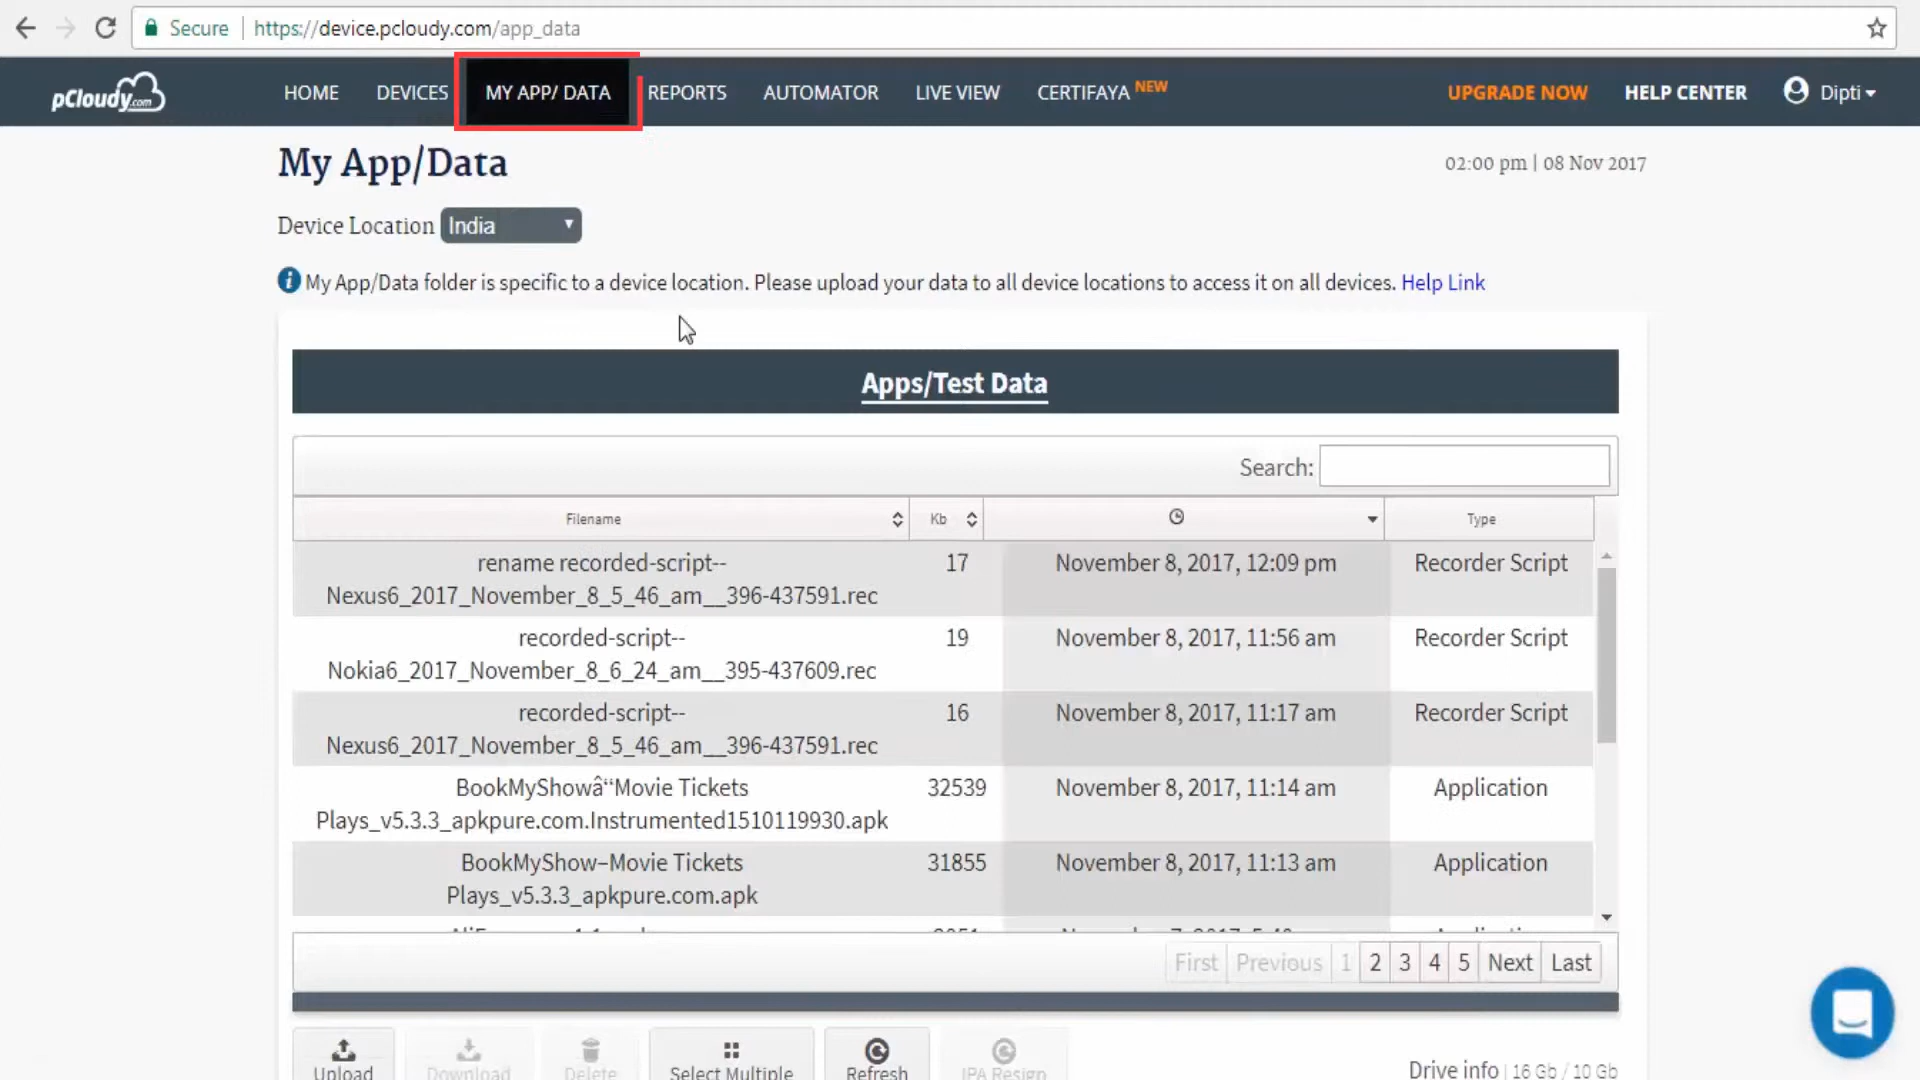 Secure https://device.pcloudy.com/app_data
pCloudy.com HOME DEVICES MY APP/ DATA REPORTS AUTOMATOR LIVE VIEW CERTIFAYA NEW UPGRADE NOW HELP CENTER Dipti
My App/Data
02:00 pm | 08 Nov 2017
Device Location India
My App/Data folder is specific to a device location. Please upload your data to all device locations to access it on all devices. Help Link
Apps/Test Data
Search:
Filename Kb Type
rename recorded-script-- 17 November 8, 2017, 12:09 pm Recorder Script
Nexus6_2017_November_8_5_46_am__396-437591.rec
recorded-script-- 19 November 8, 2017, 11:56 am Recorder Script
Nokia6_2017_November_8_6_24_am__395-437609.rec
recorded-script-- 16 November 8, 2017, 11:17 am Recorder Script
Nexus6_2017_November_8_5_46_am__396-437591.rec
BookMyShowâ“Movie Tickets 32539 November 8, 2017, 11:14 am Application
Plays_v5.3.3_apkpure.com.Instrumented1510119930.apk
BookMyShow–Movie Tickets 31855 November 8, 2017, 11:13 am Application
Plays_v5.3.3_apkpure.com.apk
First Previous 1 2 3 4 5 Next Last
Upload Download Delete Select Multiple Refresh IPA Resign Drive info | 16 Gb / 10 Gb